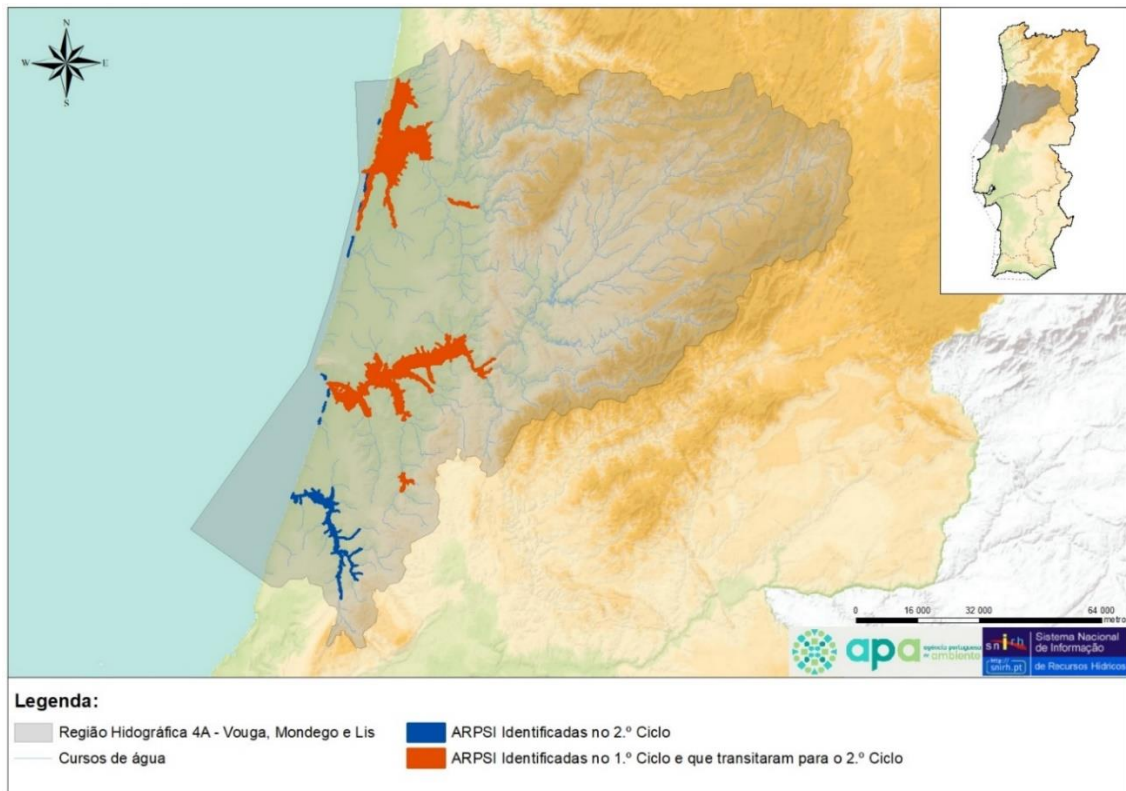 N
W E
S
0 16 000 32 000 64 000
metro
apa agência portuguesa do ambiente
snirh Sistema Nacional de Informação
http:// snirh.pt de Recursos Hídricos
Legenda:
Região Hidrográfica 4A - Vouga, Mondego e Lis
Cursos de água
ARPSI Identificadas no 2.º Ciclo
ARPSI Identificadas no 1.º Ciclo e que transitaram para o 2.º Ciclo